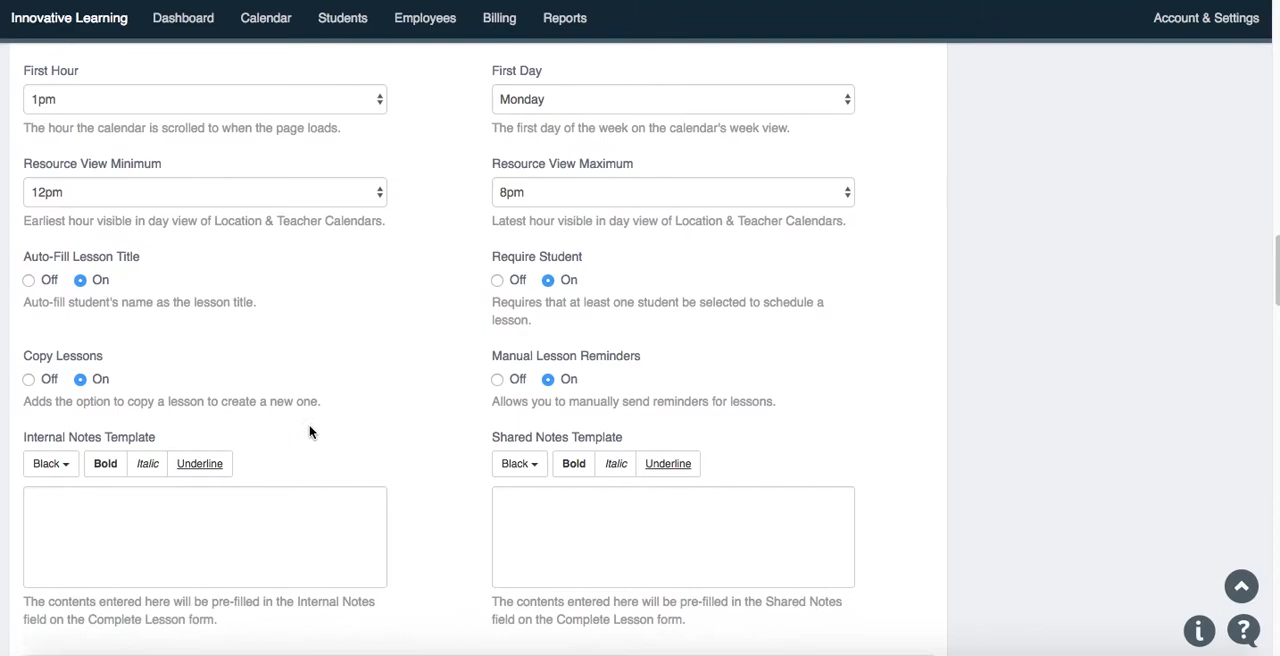 Innovative Learning Dashboard Calendar Students Employees Billing Reports Account & Settings
First Hour First Day
1pm Monday
The hour the calendar is scrolled to when the page loads. The first day of the week on the calendar's week view.
Resource View Minimum Resource View Maximum
12pm 8pm
Earliest hour visible in day view of Location & Teacher Calendars. Latest hour visible in day view of Location & Teacher Calendars.
Auto-Fill Lesson Title Require Student
Off On Off On
Auto-fill student's name as the lesson title. Requires that at least one student be selected to schedule a
lesson.
Copy Lessons Manual Lesson Reminders
Off On Off On
Adds the option to copy a lesson to create a new one. Allows you to manually send reminders for lessons.
Internal Notes Template Shared Notes Template
Black Bold Italic Underline Black Bold Italic Underline
The contents entered here will be pre-filled in the Internal Notes The contents entered here will be pre-filled in the Shared Notes
field on the Complete Lesson form. field on the Complete Lesson form.